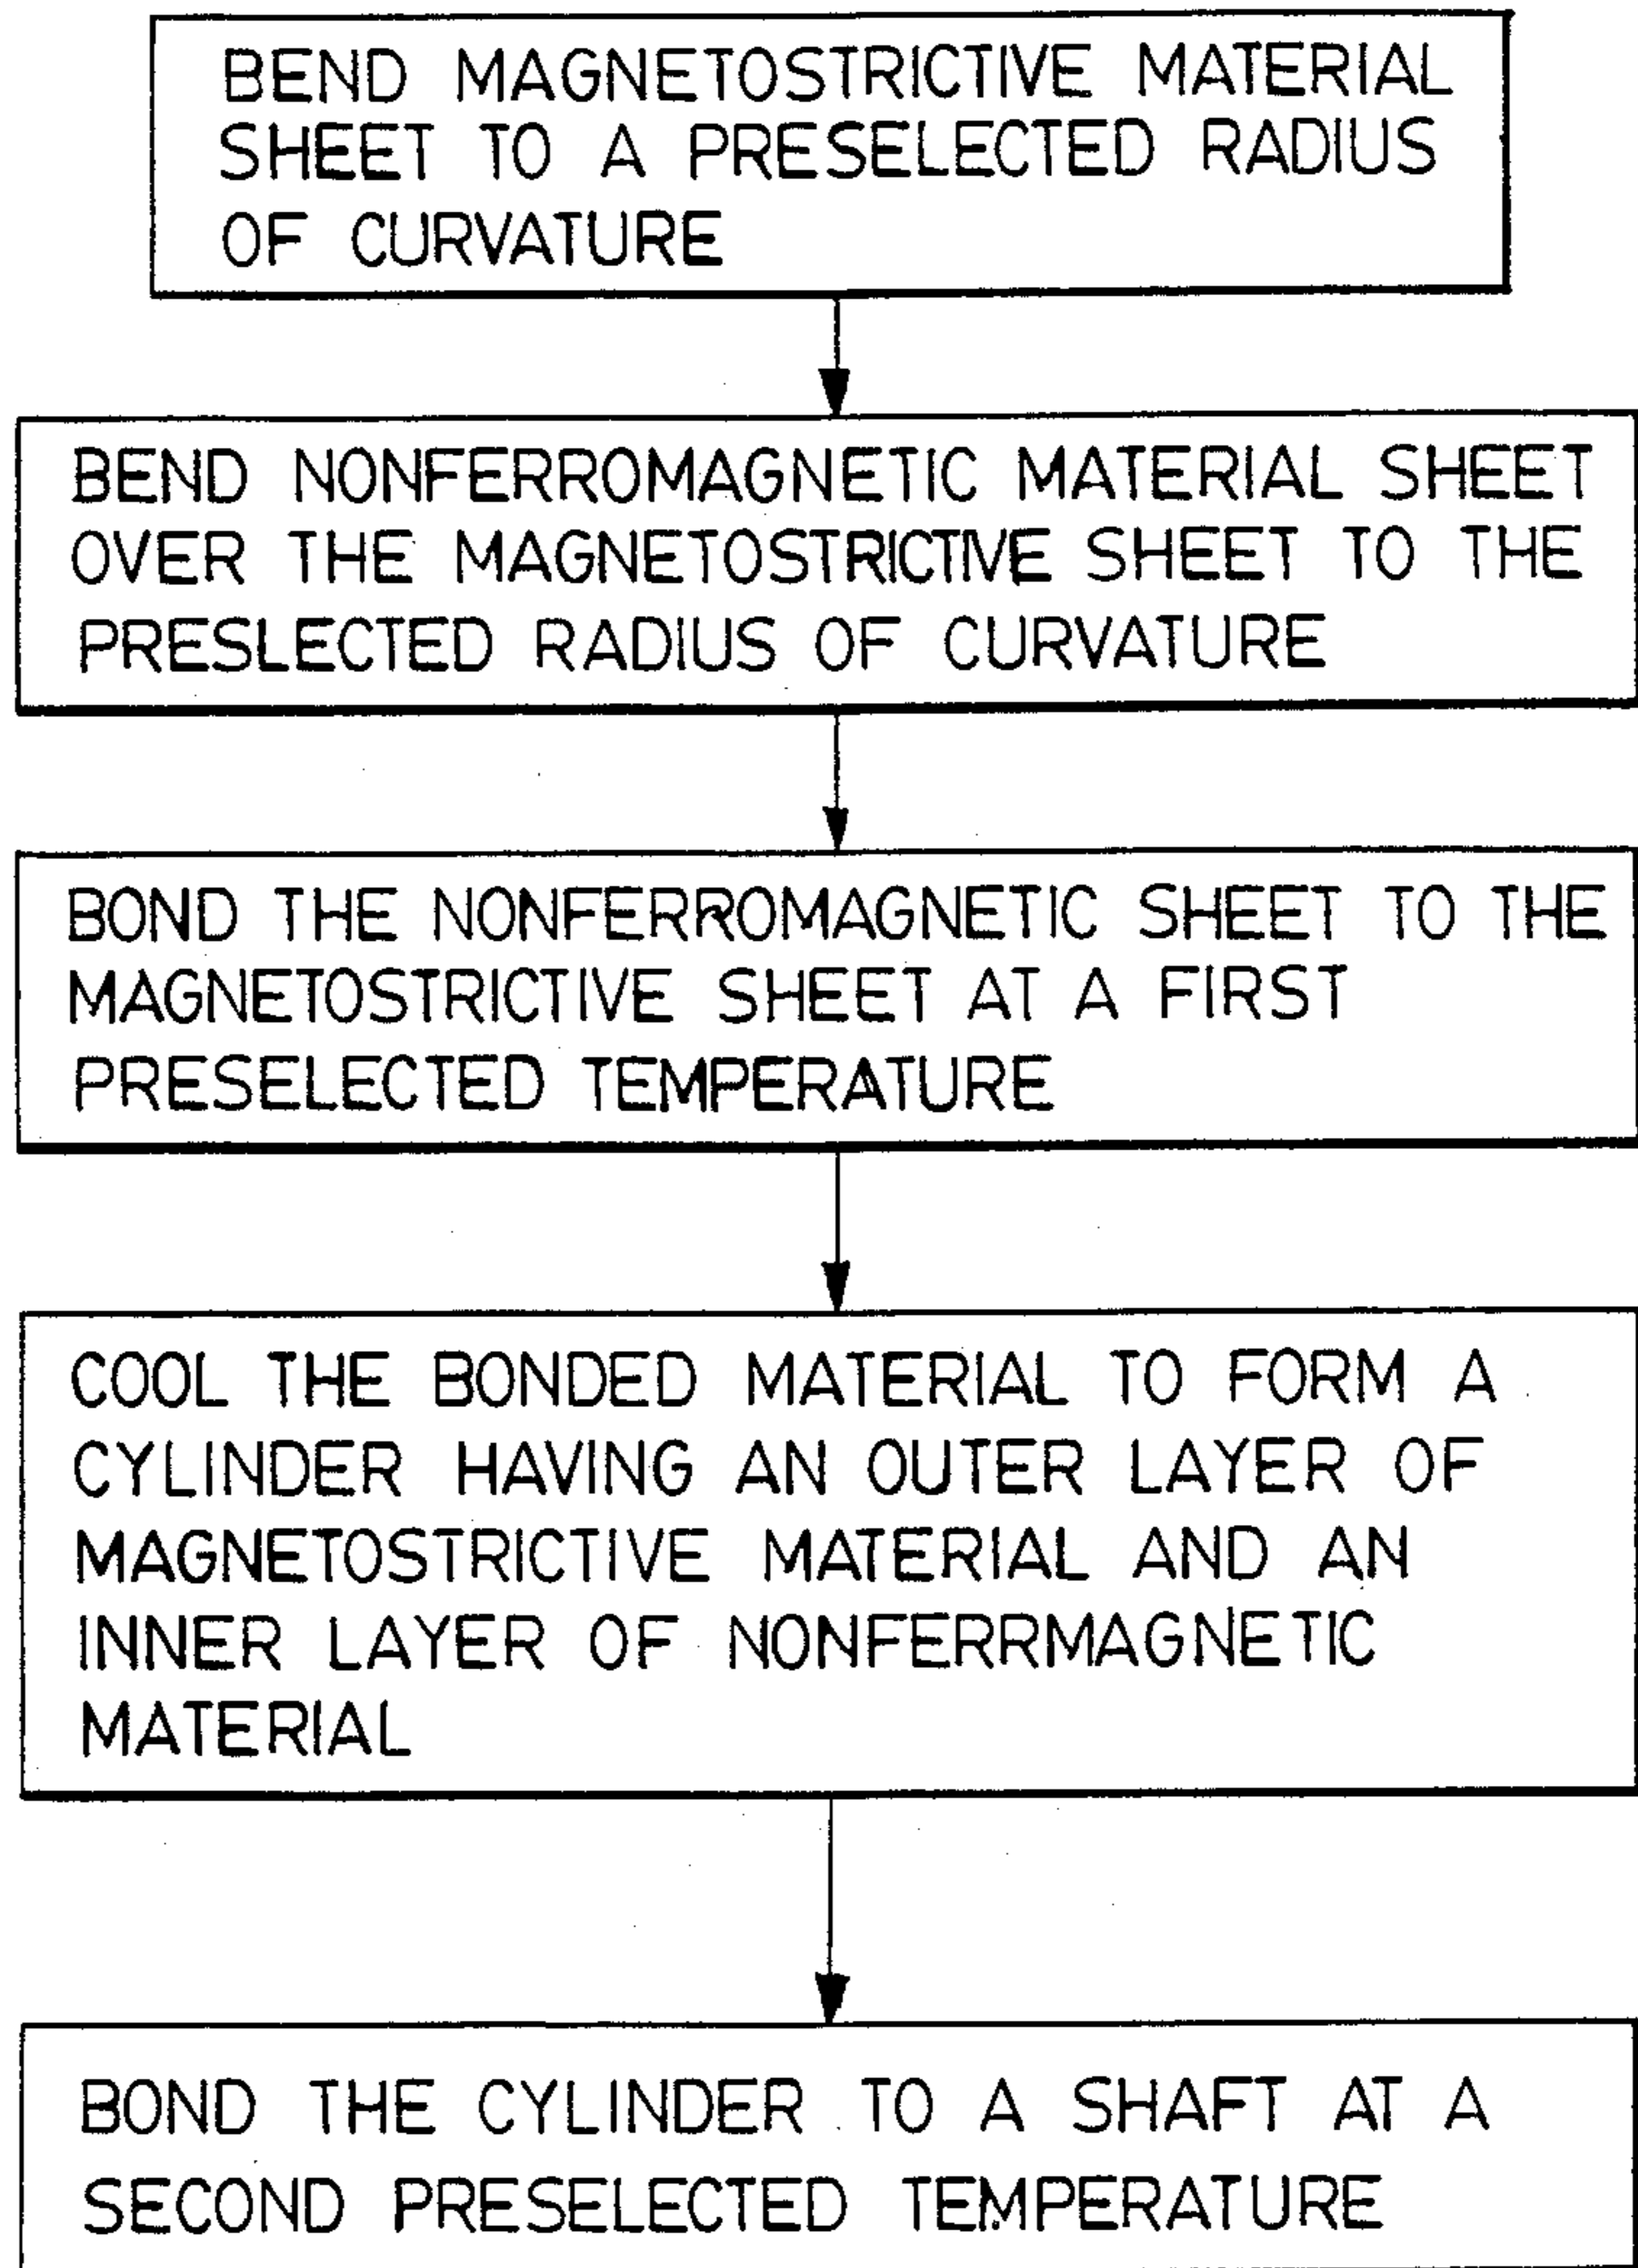 BEND MAGNETOSTRICTIVE MATERIAL
SHEET TO A PRESELECTED RADIUS
OF CURVATURE
BEND NONFERROMAGNETIC MATERIAL SHEET
OVER THE MAGNETOSTRICTIVE SHEET TO THE
PRESLECTED RADIUS OF CURVATURE
BOND THE NONFERROMAGNETIC SHEET TO THE
MAGNETOSTRICTIVE SHEET AT A FIRST
PRESELECTED TEMPERATURE
COOL THE BONDED MATERIAL TO FORM A
CYLINDER HAVING AN OUTER LAYER OF
MAGNETOSTRICTIVE MATERIAL AND AN
INNER LAYER OF NONFERRMAGNETIC
MATERIAL
BOND THE CYLINDER TO A SHAFT AT A
SECOND PRESELECTED TEMPERATURE